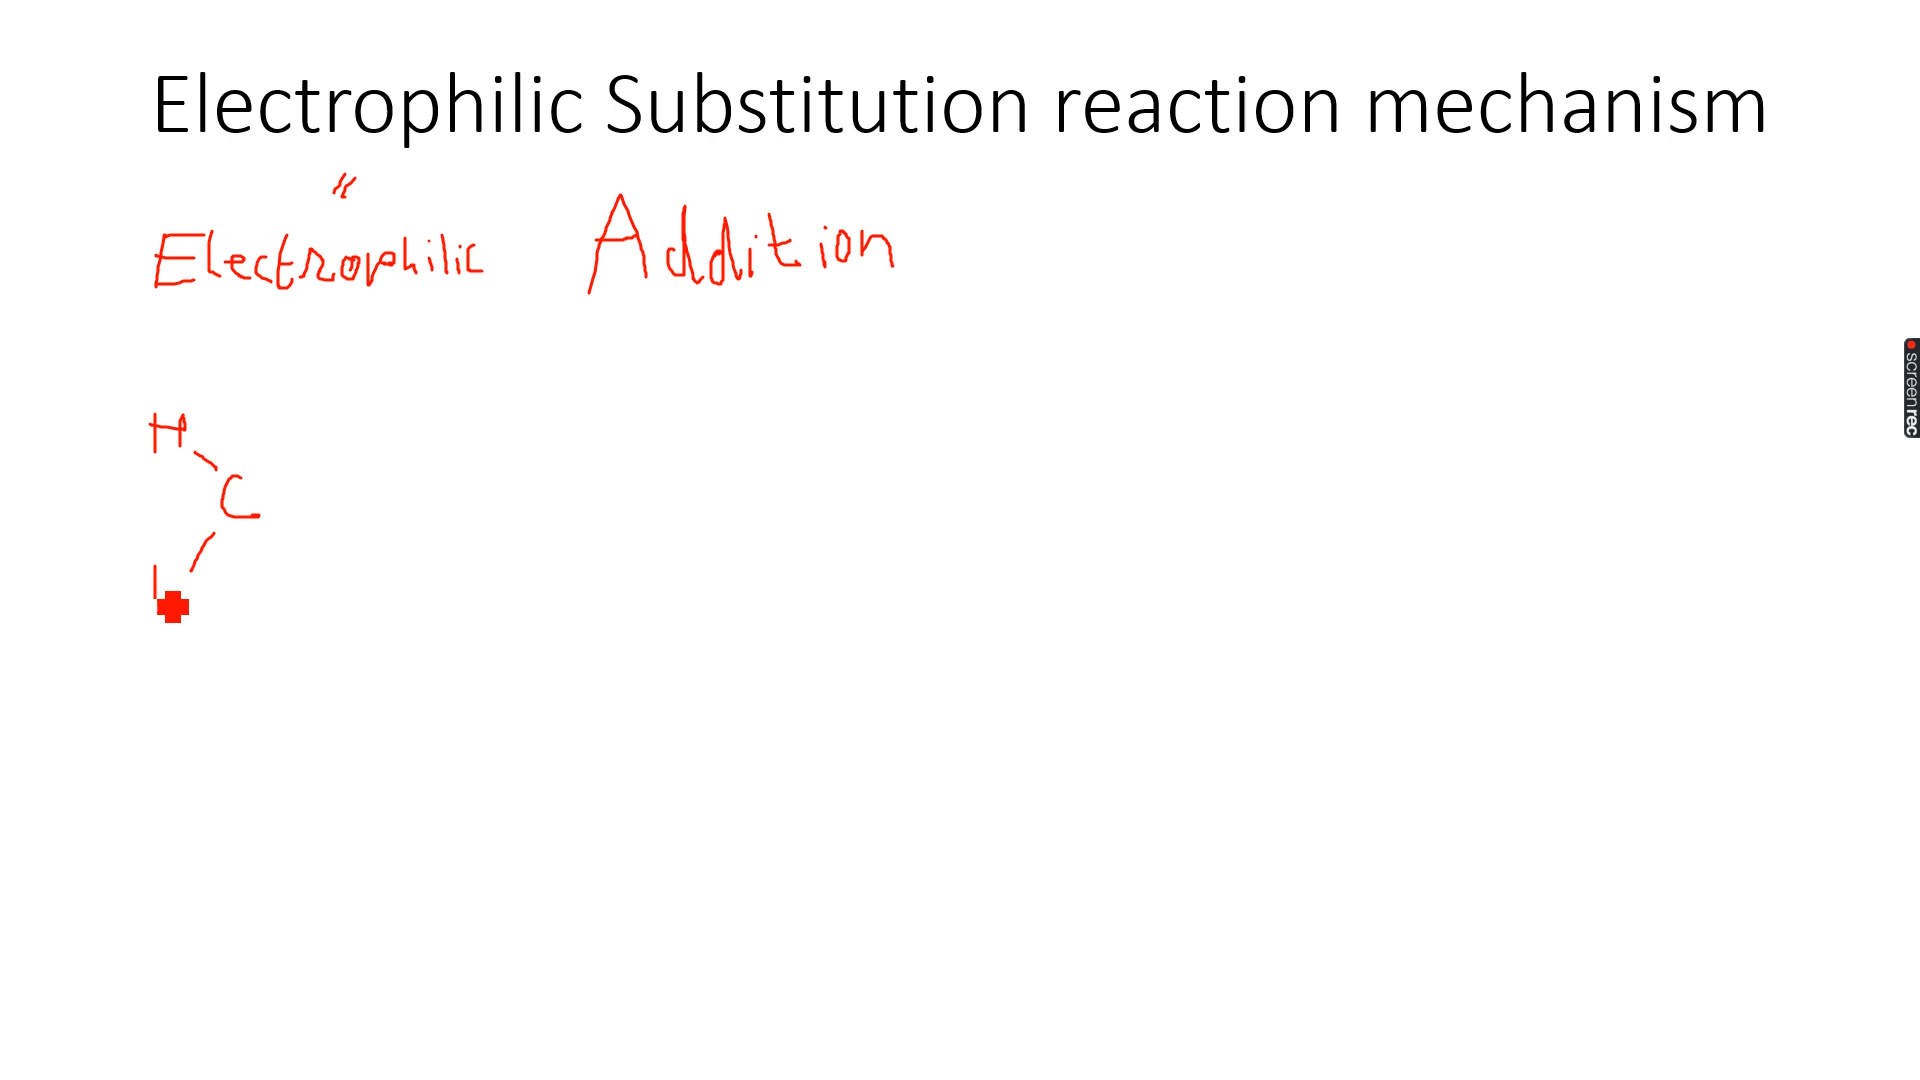 Electrophilic Substitution reaction mechanism
"
Electrophilic Addition
H
C
screenrec